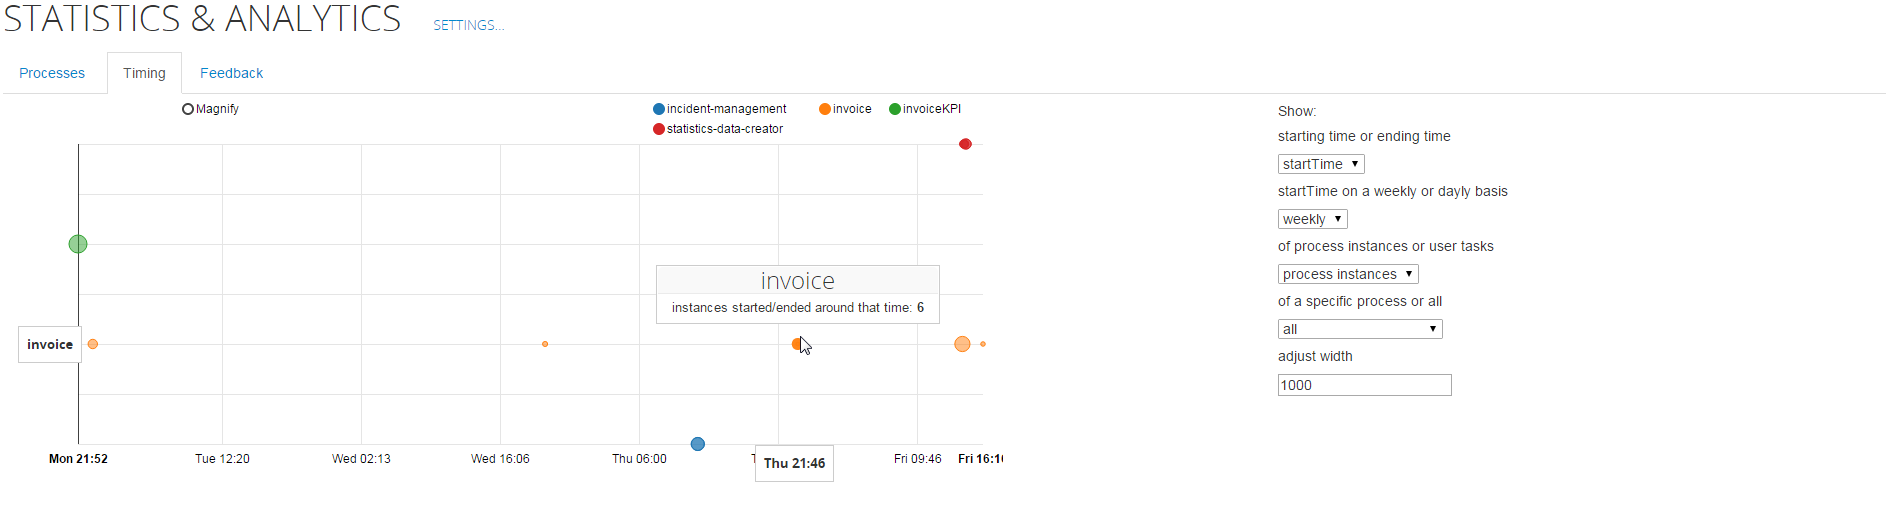 STATISTICS & ANALYTICS SETTINGS...
Processes Timing Feedback
Magnify
incident-management invoice invoiceKPI
statistics-data-creator
invoice
instances started/ended around that time: 6
invoice
Thu 21:46
Mon 21:52 Tue 12:20 Wed 02:13 Wed 16:06 Thu 06:00 Fri 09:46 Fri 16:1
Show:
starting time or ending time
startTime
startTime on a weekly or dayly basis
weekly
of process instances or user tasks
process instances
of a specific process or all
all
adjust width
1000